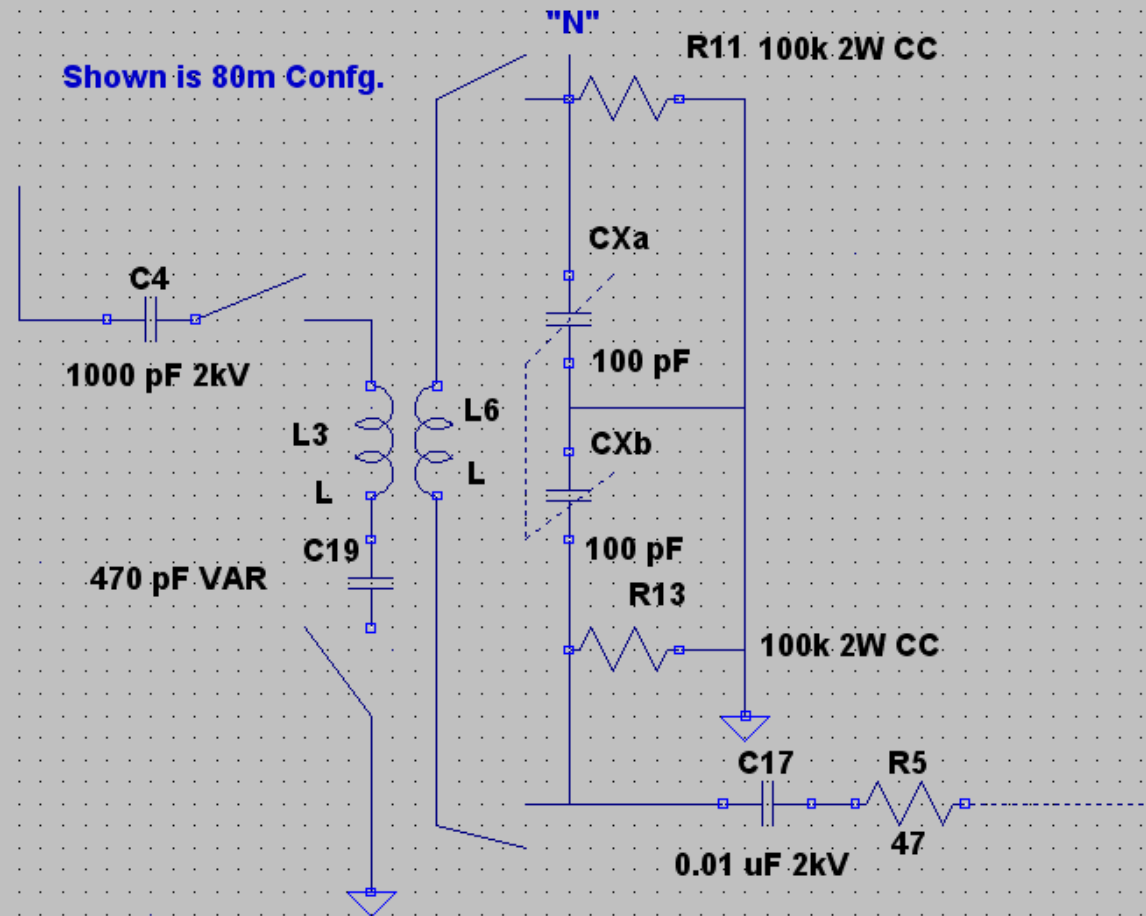 "N"
R11 100k 2W CC
Shown is 80m Confg.
CXa
C4
100 pF
1000 pF 2kV
L6
L3
CXb
L
L
C19
100 pF
470 pF VAR
R13
100k 2W CC
C17
R5
47
0.01 uF 2kV